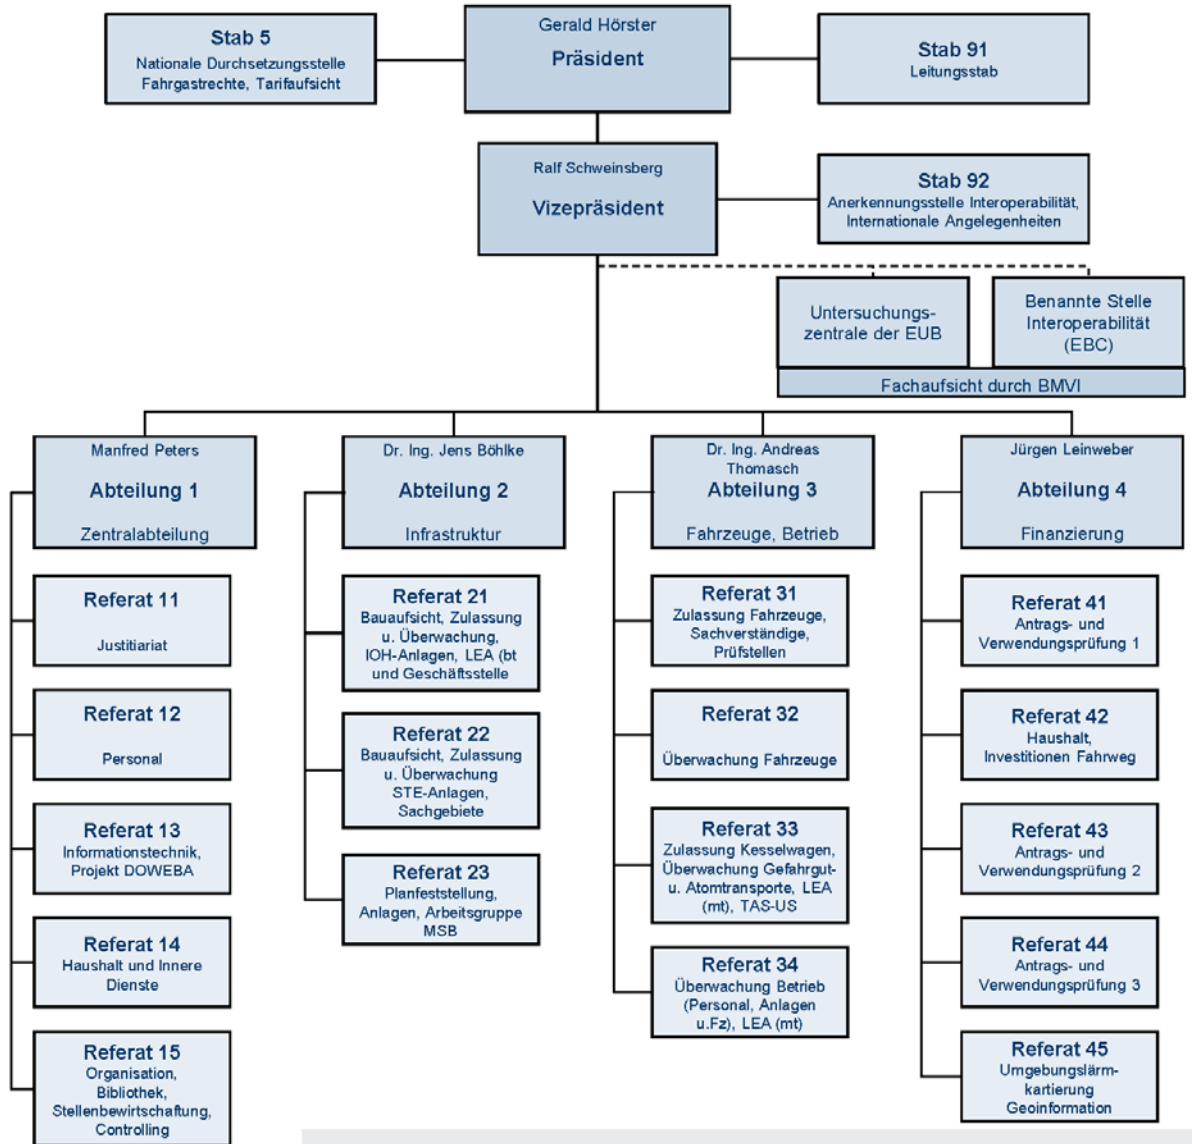 Stab 5
Nationale Durchsetzungsstelle
Fahrgastrechte, Tarifaufsicht
Gerald Hörster
Präsident
Stab 91
Leitungsstab
Ralf Schweinsberg
Vizepräsident
Stab 92
Anerkennungsstelle Interoperabilität,
Internationale Angelegenheiten
Untersuchungs-
zentrale der EUB
Benannte Stelle
Interoperabilität
(EBC)
Fachaufsicht durch BMVI
Manfred Peters
Abteilung 1
Zentralabteilung
Referat 11
Justitiariat
Referat 12
Personal
Referat 13
Informationstechnik,
Projekt DOWEBA
Referat 14
Haushalt und Innere
Dienste
Referat 15
Organisation,
Bibliothek,
Stellenbewirtschaftung,
Controlling
Dr. Ing. Jens Böhlke
Abteilung 2
Infrastruktur
Referat 21
Bauaufsicht, Zulassung
u. Überwachung,
IOH-Anlagen, LEA (bt
und Geschäftsstelle
Referat 22
Bauaufsicht, Zulassung
u. Überwachung
STE-Anlagen,
Sachgebiete
Referat 23
Planfeststellung,
Anlagen, Arbeitsgruppe
MSB
Dr. Ing. Andreas
Thomasch
Abteilung 3
Fahrzeuge, Betrieb
Referat 31
Zulassung Fahrzeuge,
Sachverständige,
Prüfstellen
Referat 32
Überwachung Fahrzeuge
Referat 33
Zulassung Kesselwagen,
Überwachung Gefahrgut-
u. Atomtransporte, LEA
(mt), TAS-US
Referat 34
Überwachung Betrieb
(Personal, Anlagen
u.Fz), LEA (mt)
Jürgen Leinweber
Abteilung 4
Finanzierung
Referat 41
Antrags- und
Verwendungsprüfung 1
Referat 42
Haushalt,
Investitionen Fahrweg
Referat 43
Antrags- und
Verwendungsprüfung 2
Referat 44
Antrags- und
Verwendungsprüfung 3
Referat 45
Umgebungslärm-
kartierung
Geoinformation